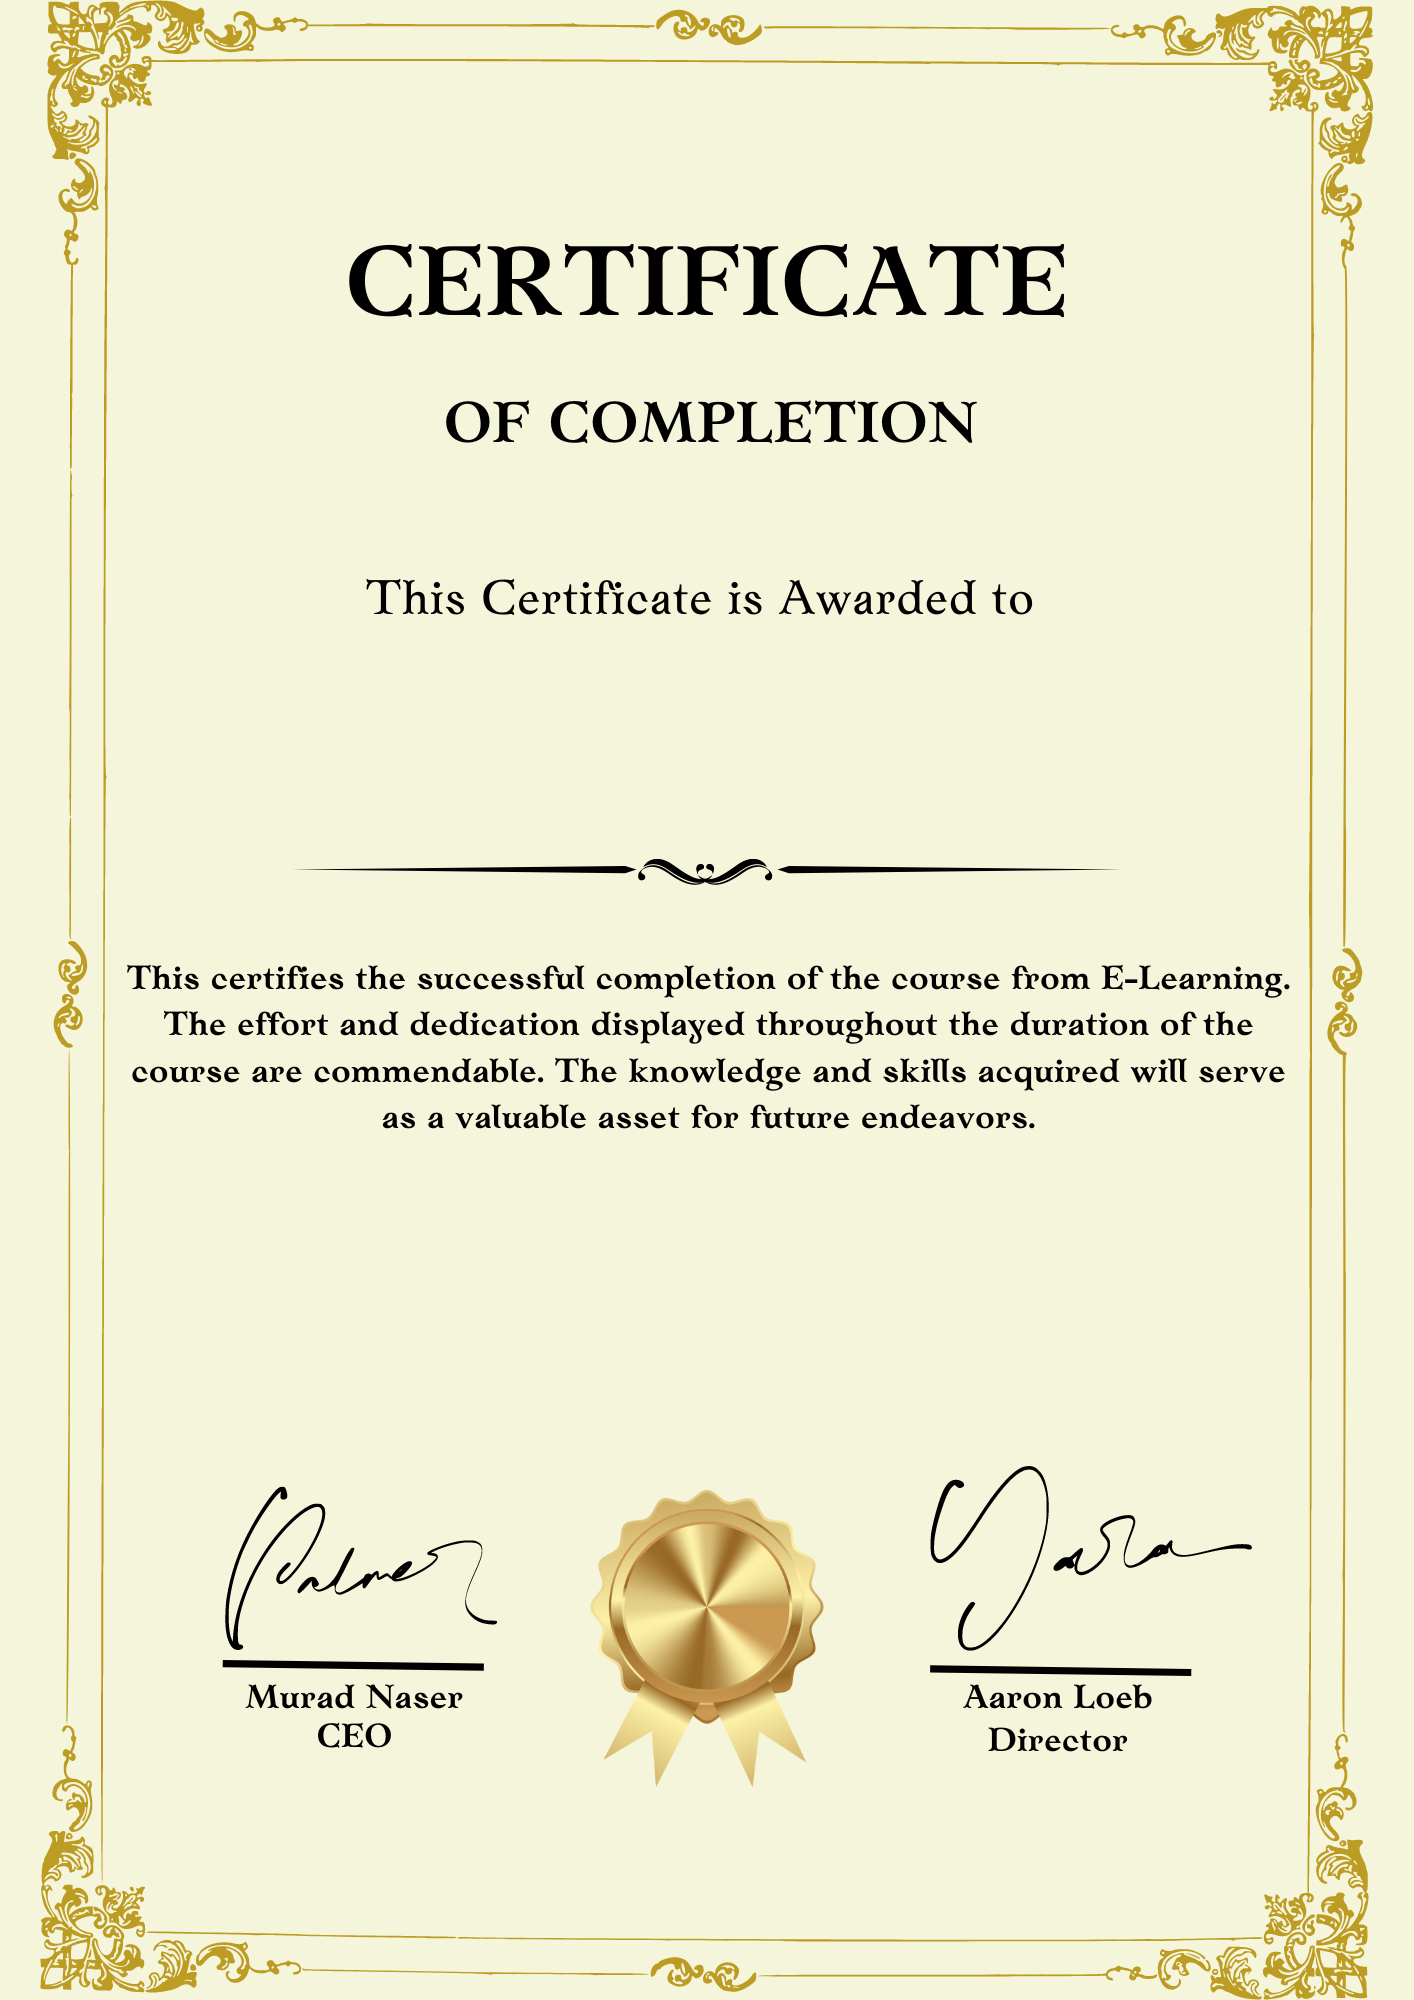 CERTIFICATE
OF COMPLETION
This Certificate is Awarded to
This certifies the successful completion of the course from E-Learning.
The effort and dedication displayed throughout the duration of the
course are commendable. The knowledge and skills acquired will serve
as a valuable asset for future endeavors.
Murad Naser
CEO
Aaron Loeb
Director